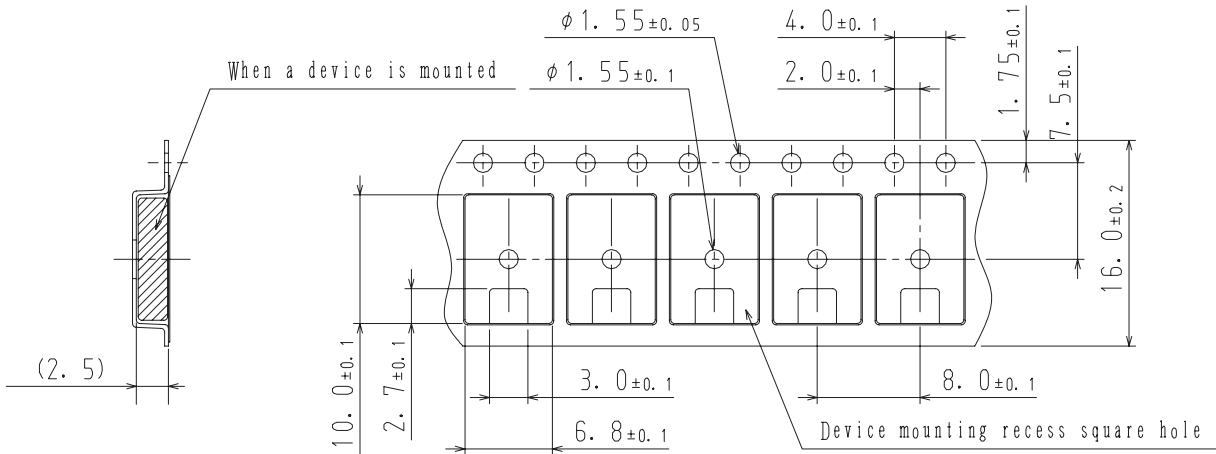 φ1.55±0.05
4.0±0.1
When a device is mounted
φ1.55±0.1
2.0±0.1
1.75±0.1
7.5±0.1
16.0±0.2
(2.5)
10.0±0.1
2.7±0.1
3.0±0.1
8.0±0.1
6.8±0.1
Device mounting recess square hole